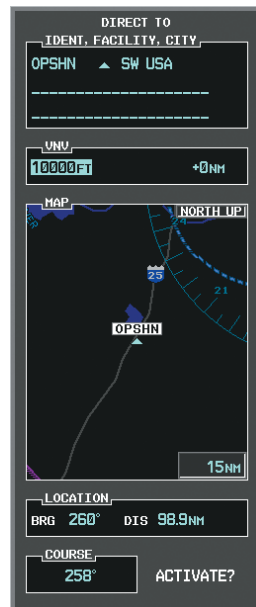 DIRECT TO
IDENT, FACILITY, CITY
OPSHN SW USA
VNV
10000FT +0NM
MAP
NORTH UP
4
25
21
OPSHN
15NM
LOCATION
BRG 260° DIS 98.9NM
COURSE
258° ACTIVATE?